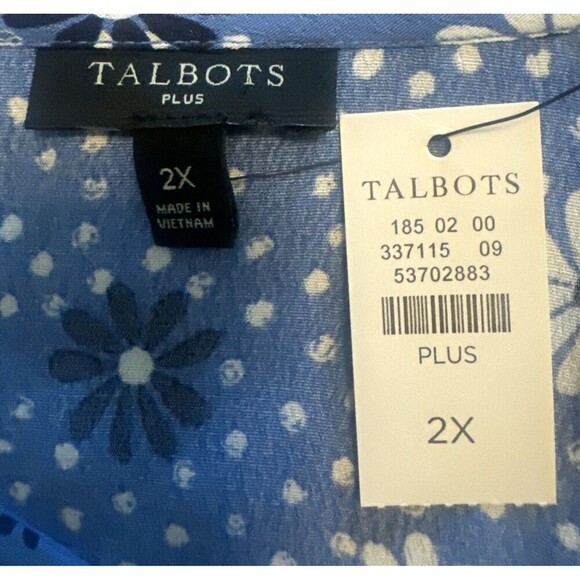 TALBOTS
PLUS
2X
MADE IN
VIETNAM
TALBOTS
185 02 00
337115 09
53702883
PLUS
2X